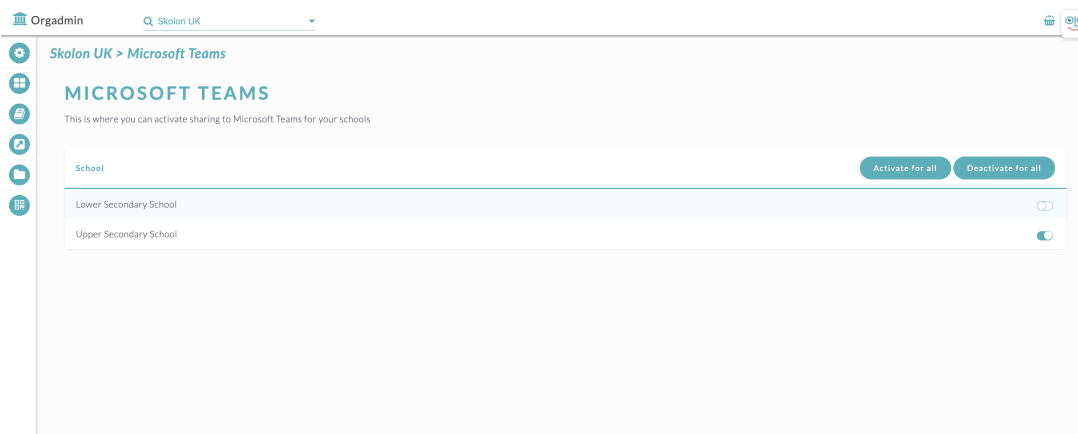 Orgadmin
Skolon UK
Skolon UK > Microsoft Teams
MICROSOFT TEAMS
This is where you can activate sharing to Microsoft Teams for your schools
School
Activate for all
Deactivate for all
Lower Secondary School
Upper Secondary School